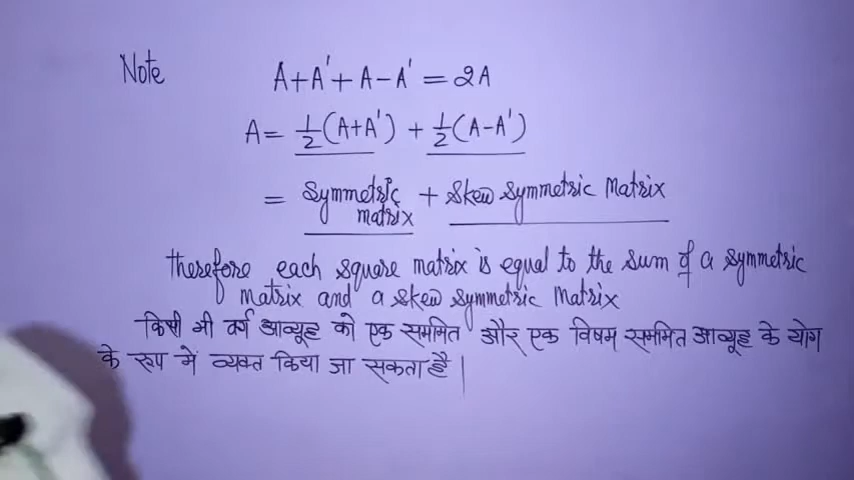 Note A+A'+A-A' = 2A
A = 1/2(A+A') + 1/2(A-A')
= Symmetric matrix + Skew Symmetric Matrix
therefore each square matrix is equal to the sum of a symmetric
Matrix and a skew symmetric Matrix
किसी भी वर्ग आव्यूह को एक सममित और एक विषम सममित आव्यूह के योग
के रूप में व्यक्त किया जा सकता है।